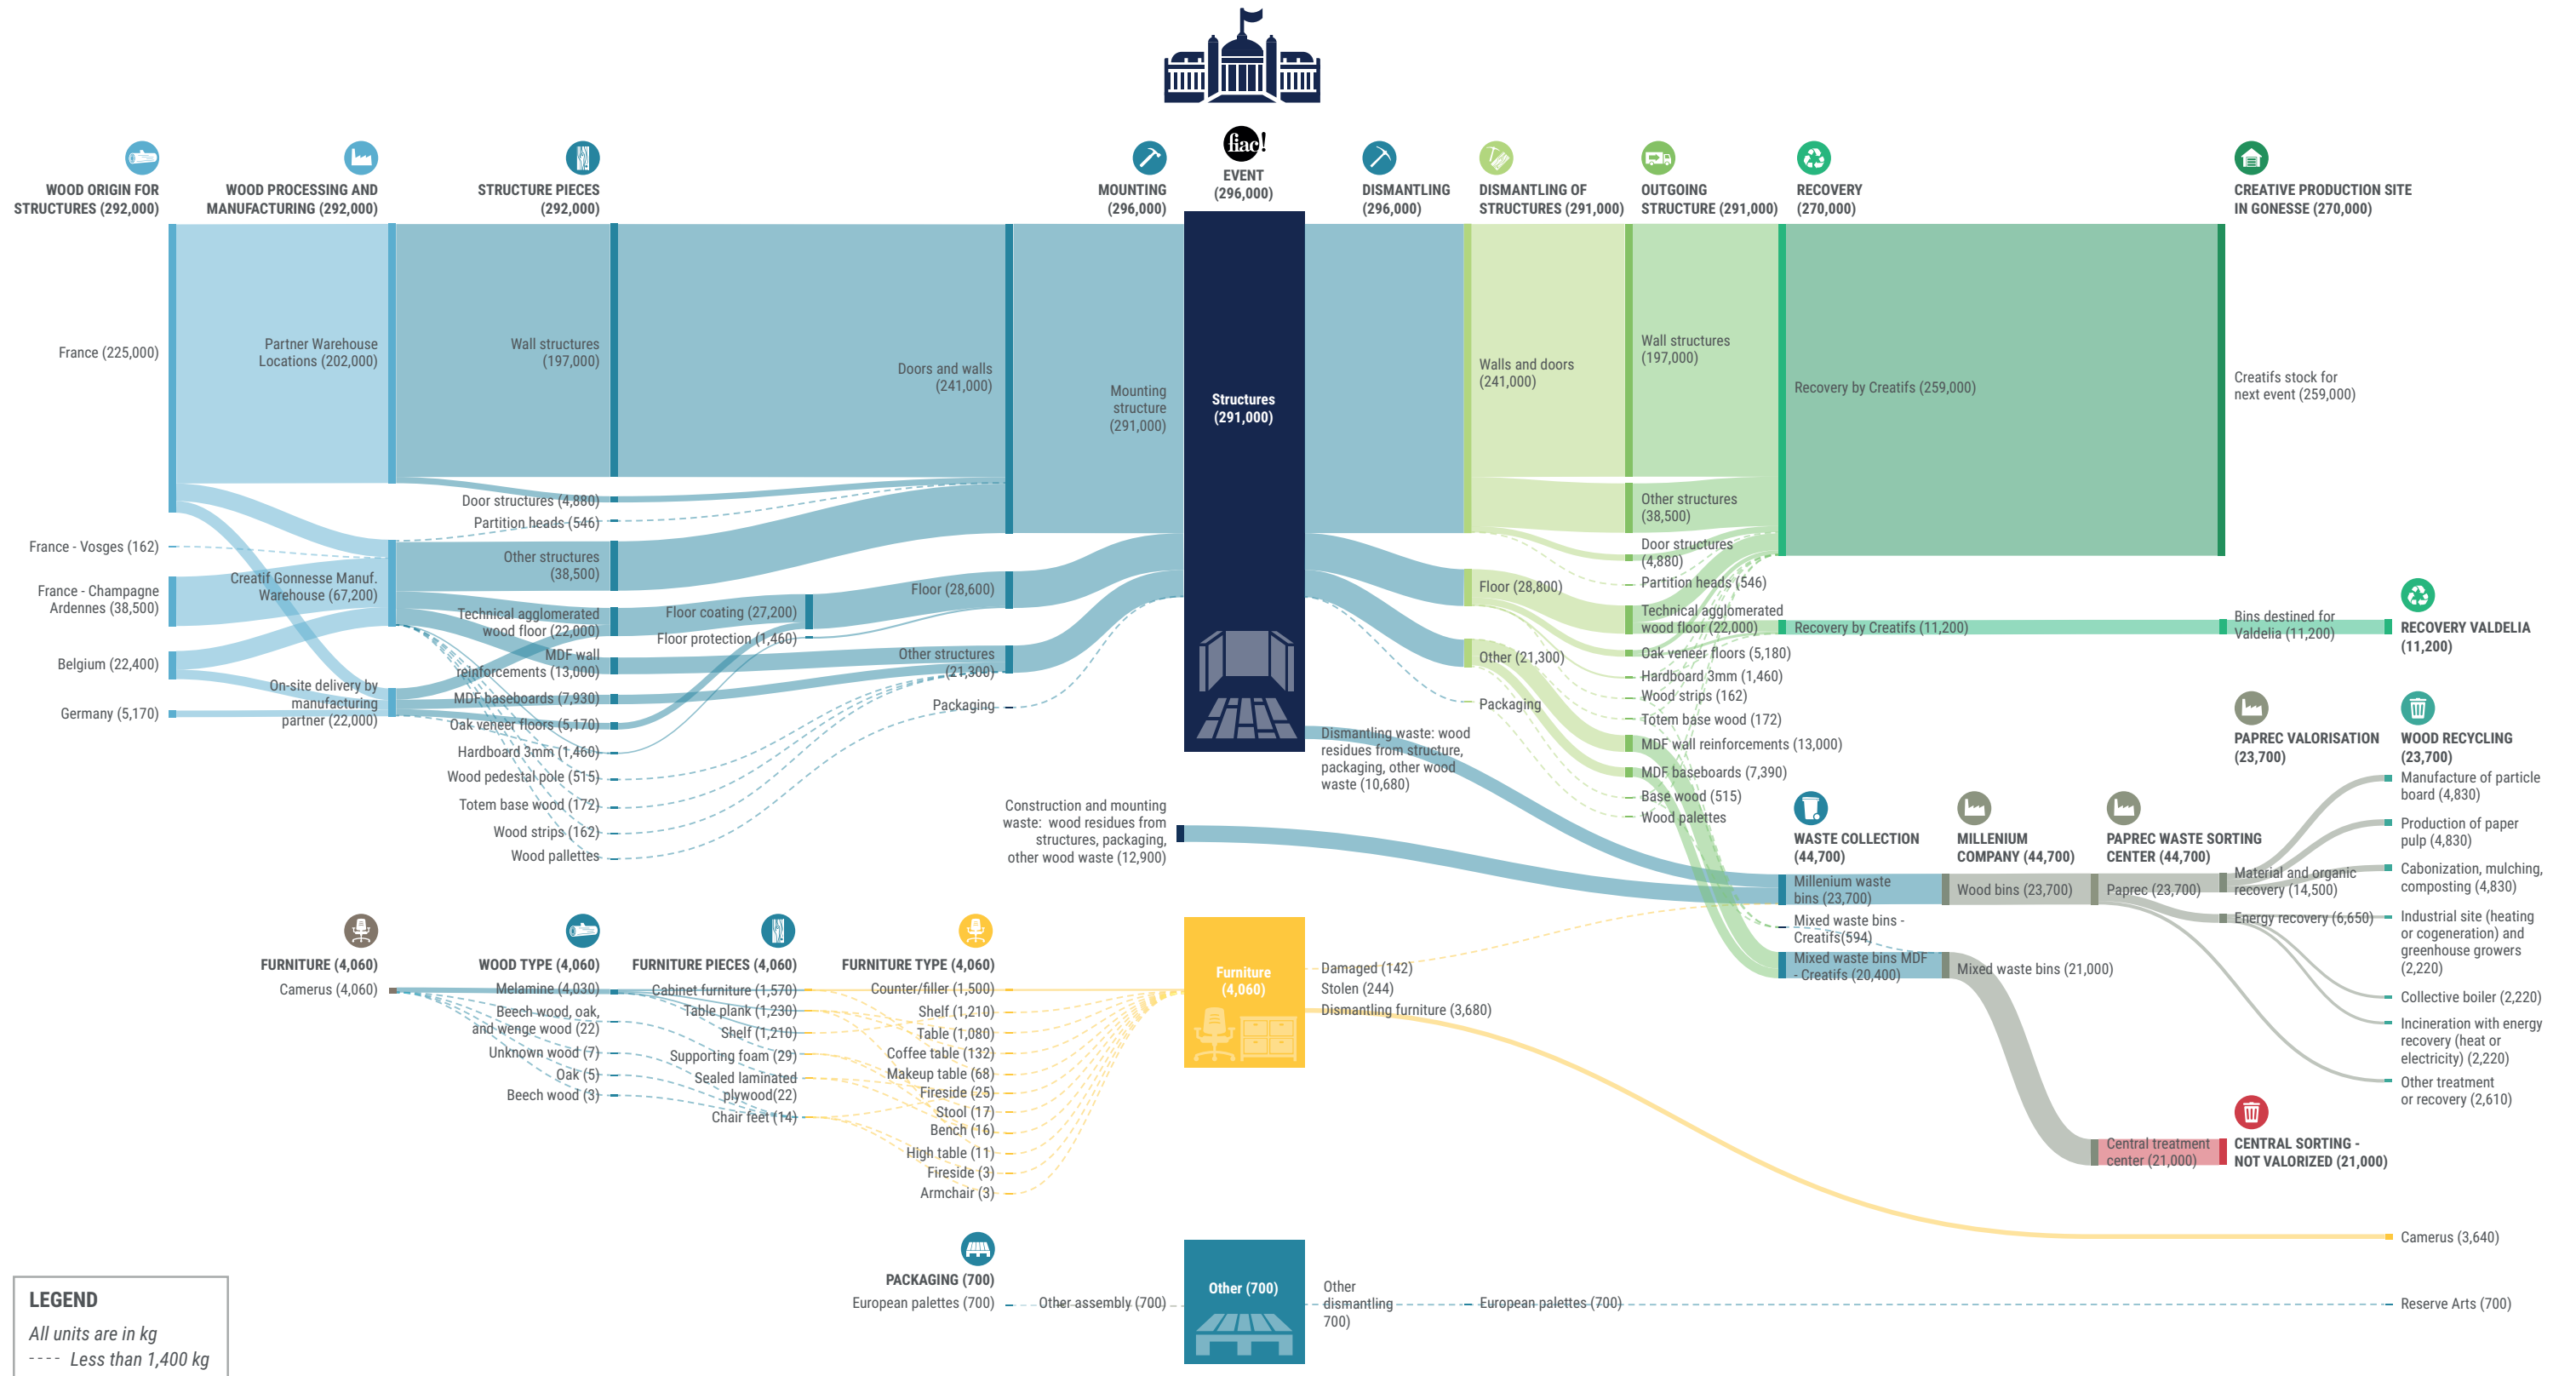 fiac!
WOOD ORIGIN FOR
STRUCTURES (292,000)
WOOD PROCESSING AND
MANUFACTURING (292,000)
STRUCTURE PIECES
(292,000)
MOUNTING
(296,000)
EVENT
(296,000)
DISMANTLING
(296,000)
DISMANTLING OF
STRUCTURES (291,000)
OUTGOING
STRUCTURE (291,000)
RECOVERY
(270,000)
CREATIVE PRODUCTION SITE
IN GONESSE (270,000)
France (225,000)
France - Vosges (162)
France - Champagne
Ardennes (38,500)
Belgium (22,400)
Germany (5,170)
Partner Warehouse
Locations (202,000)
Creatif Gonnesse Manuf.
Warehouse (67,200)
On-site delivery by
manufacturing
partner (22,000)
Wall structures
(197,000)
Door structures (4,880)
Partition heads (546)
Other structures
(38,500)
Technical agglomerated
wood floor (22,000)
MDF wall
reinforcements (13,000)
MDF baseboards (7,930)
Oak veneer floors (5,170)
Hardboard 3mm (1,460)
Wood pedestal pole (515)
Totem base wood (172)
Wood strips (162)
Wood pallettes
Floor coating (27,200)
Floor protection (1,460)
Doors and walls
(241,000)
Floor (28,600)
Other structures
(21,300)
Packaging
Mounting
structure
(291,000)
Construction and mounting
waste: wood residues from
structures, packaging,
other wood waste (12,900)
Structures
(291,000)
Dismantling waste: wood
residues from structure,
packaging, other wood
waste (10,680)
Walls and doors
(241,000)
Floor (28,800)
Other (21,300)
Packaging
Wall structures
(197,000)
Other structures
(38,500)
Door structures
(4,880)
Partition heads (546)
Technical agglomerated
wood floor (22,000)
Oak veneer floors (5,180)
Hardboard 3mm (1,460)
Wood strips (162)
Totem base wood (172)
MDF wall reinforcements (13,000)
MDF baseboards (7,390)
Base wood (515)
Wood palettes
Recovery by Creatifs (259,000)
Recovery by Creatifs (11,200)
Creatifs stock for
next event (259,000)
Bins destined for
Valdelia (11,200)
RECOVERY VALDELIA
(11,200)
WASTE COLLECTION
(44,700)
MILLENIUM
COMPANY (44,700)
PAPREC WASTE SORTING
CENTER (44,700)
PAPREC VALORISATION
(23,700)
WOOD RECYCLING
(23,700)
Millenium waste
bins (23,700)
Mixed waste bins -
Creatifs(594)
Mixed waste bins MDF
- Creatifs (20,400)
Wood bins (23,700)
Mixed waste bins (21,000)
Paprec (23,700)
Central treatment
center (21,000)
Material and organic
recovery (14,500)
Energy recovery (6,650)
CENTRAL SORTING -
NOT VALORIZED (21,000)
Manufacture of particle
board (4,830)
Production of paper
pulp (4,830)
Cabonization, mulching,
composting (4,830)
Industrial site (heating
or cogeneration) and
greenhouse growers
(2,220)
Collective boiler (2,220)
Incineration with energy
recovery (heat or
electricity) (2,220)
Other treatment
or recovery (2,610)
Camerus (3,640)
Reserve Arts (700)
FURNITURE (4,060)
Camerus (4,060)
WOOD TYPE (4,060)
Melamine (4,030)
Beech wood, oak,
and wenge wood (22)
Unknown wood (7)
Oak (5)
Beech wood (3)
FURNITURE PIECES (4,060)
Cabinet furniture (1,570)
Table plank (1,230)
Shelf (1,210)
Supporting foam (29)
Sealed laminated
plywood(22)
Chair feet (14)
FURNITURE TYPE (4,060)
Counter/filler (1,500)
Shelf (1,210)
Table (1,080)
Coffee table (132)
Makeup table (68)
Fireside (25)
Stool (17)
Bench (16)
High table (11)
Fireside (3)
Armchair (3)
Furniture
(4,060)
Damaged (142)
Stolen (244)
Dismantling furniture (3,680)
PACKAGING (700)
European palettes (700)
Other assembly (700)
Other (700)
Other
dismantling
700)
European palettes (700)
LEGEND
All units are in kg
---- Less than 1,400 kg